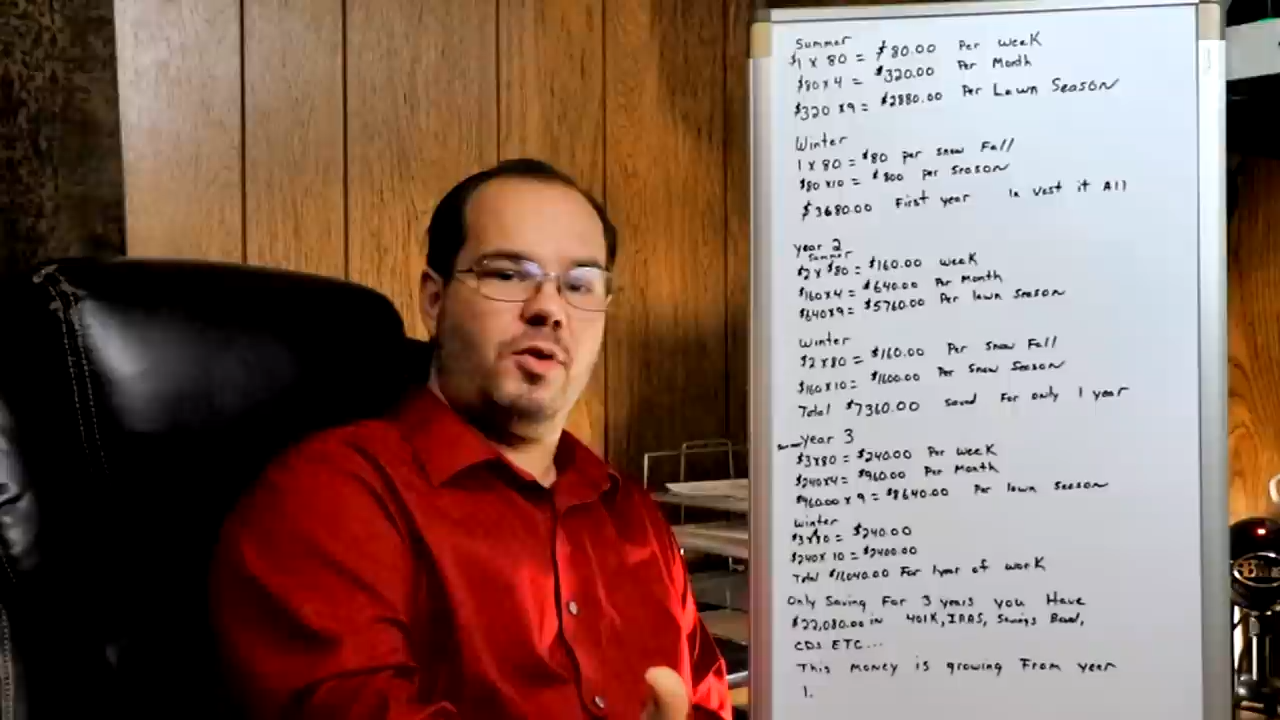 Summer
$1 x 80 = $80.00 Per week
$80 x 4 = $320.00 Per Month
$320 x 9 = $2880.00 Per Lawn Season
Winter
1 x 80 = $80 per snow Fall
$80 x 10 = $800 per Season
$3680.00 First year In vest it All
year 2
Summer
$2 x $80 = $160.00 week
$160 x 4 = $640.00 Per Month
$640 x 9 = $5760.00 Per lawn Season
Winter
$2 x 80 = $160.00 Per Snow Fall
$160 x 10 = $1600.00 Per Snow Season
Total $7360.00 Saved For only 1 year
year 3
$3 x 80 = $240.00 Per week
$240 x 4 = $960.00 Per Month
$960.00 x 9 = $8640.00 Per lawn Season
Winter
$3 x 80 = $240.00
$240 x 10 = $2400.00
Total $11040.00 For 1 year of work
Only Saving For 3 years you Have
$22,080.00 in 401K, IRAS, Savings Bond,
CDs ETC...
This money is growing From year
1.